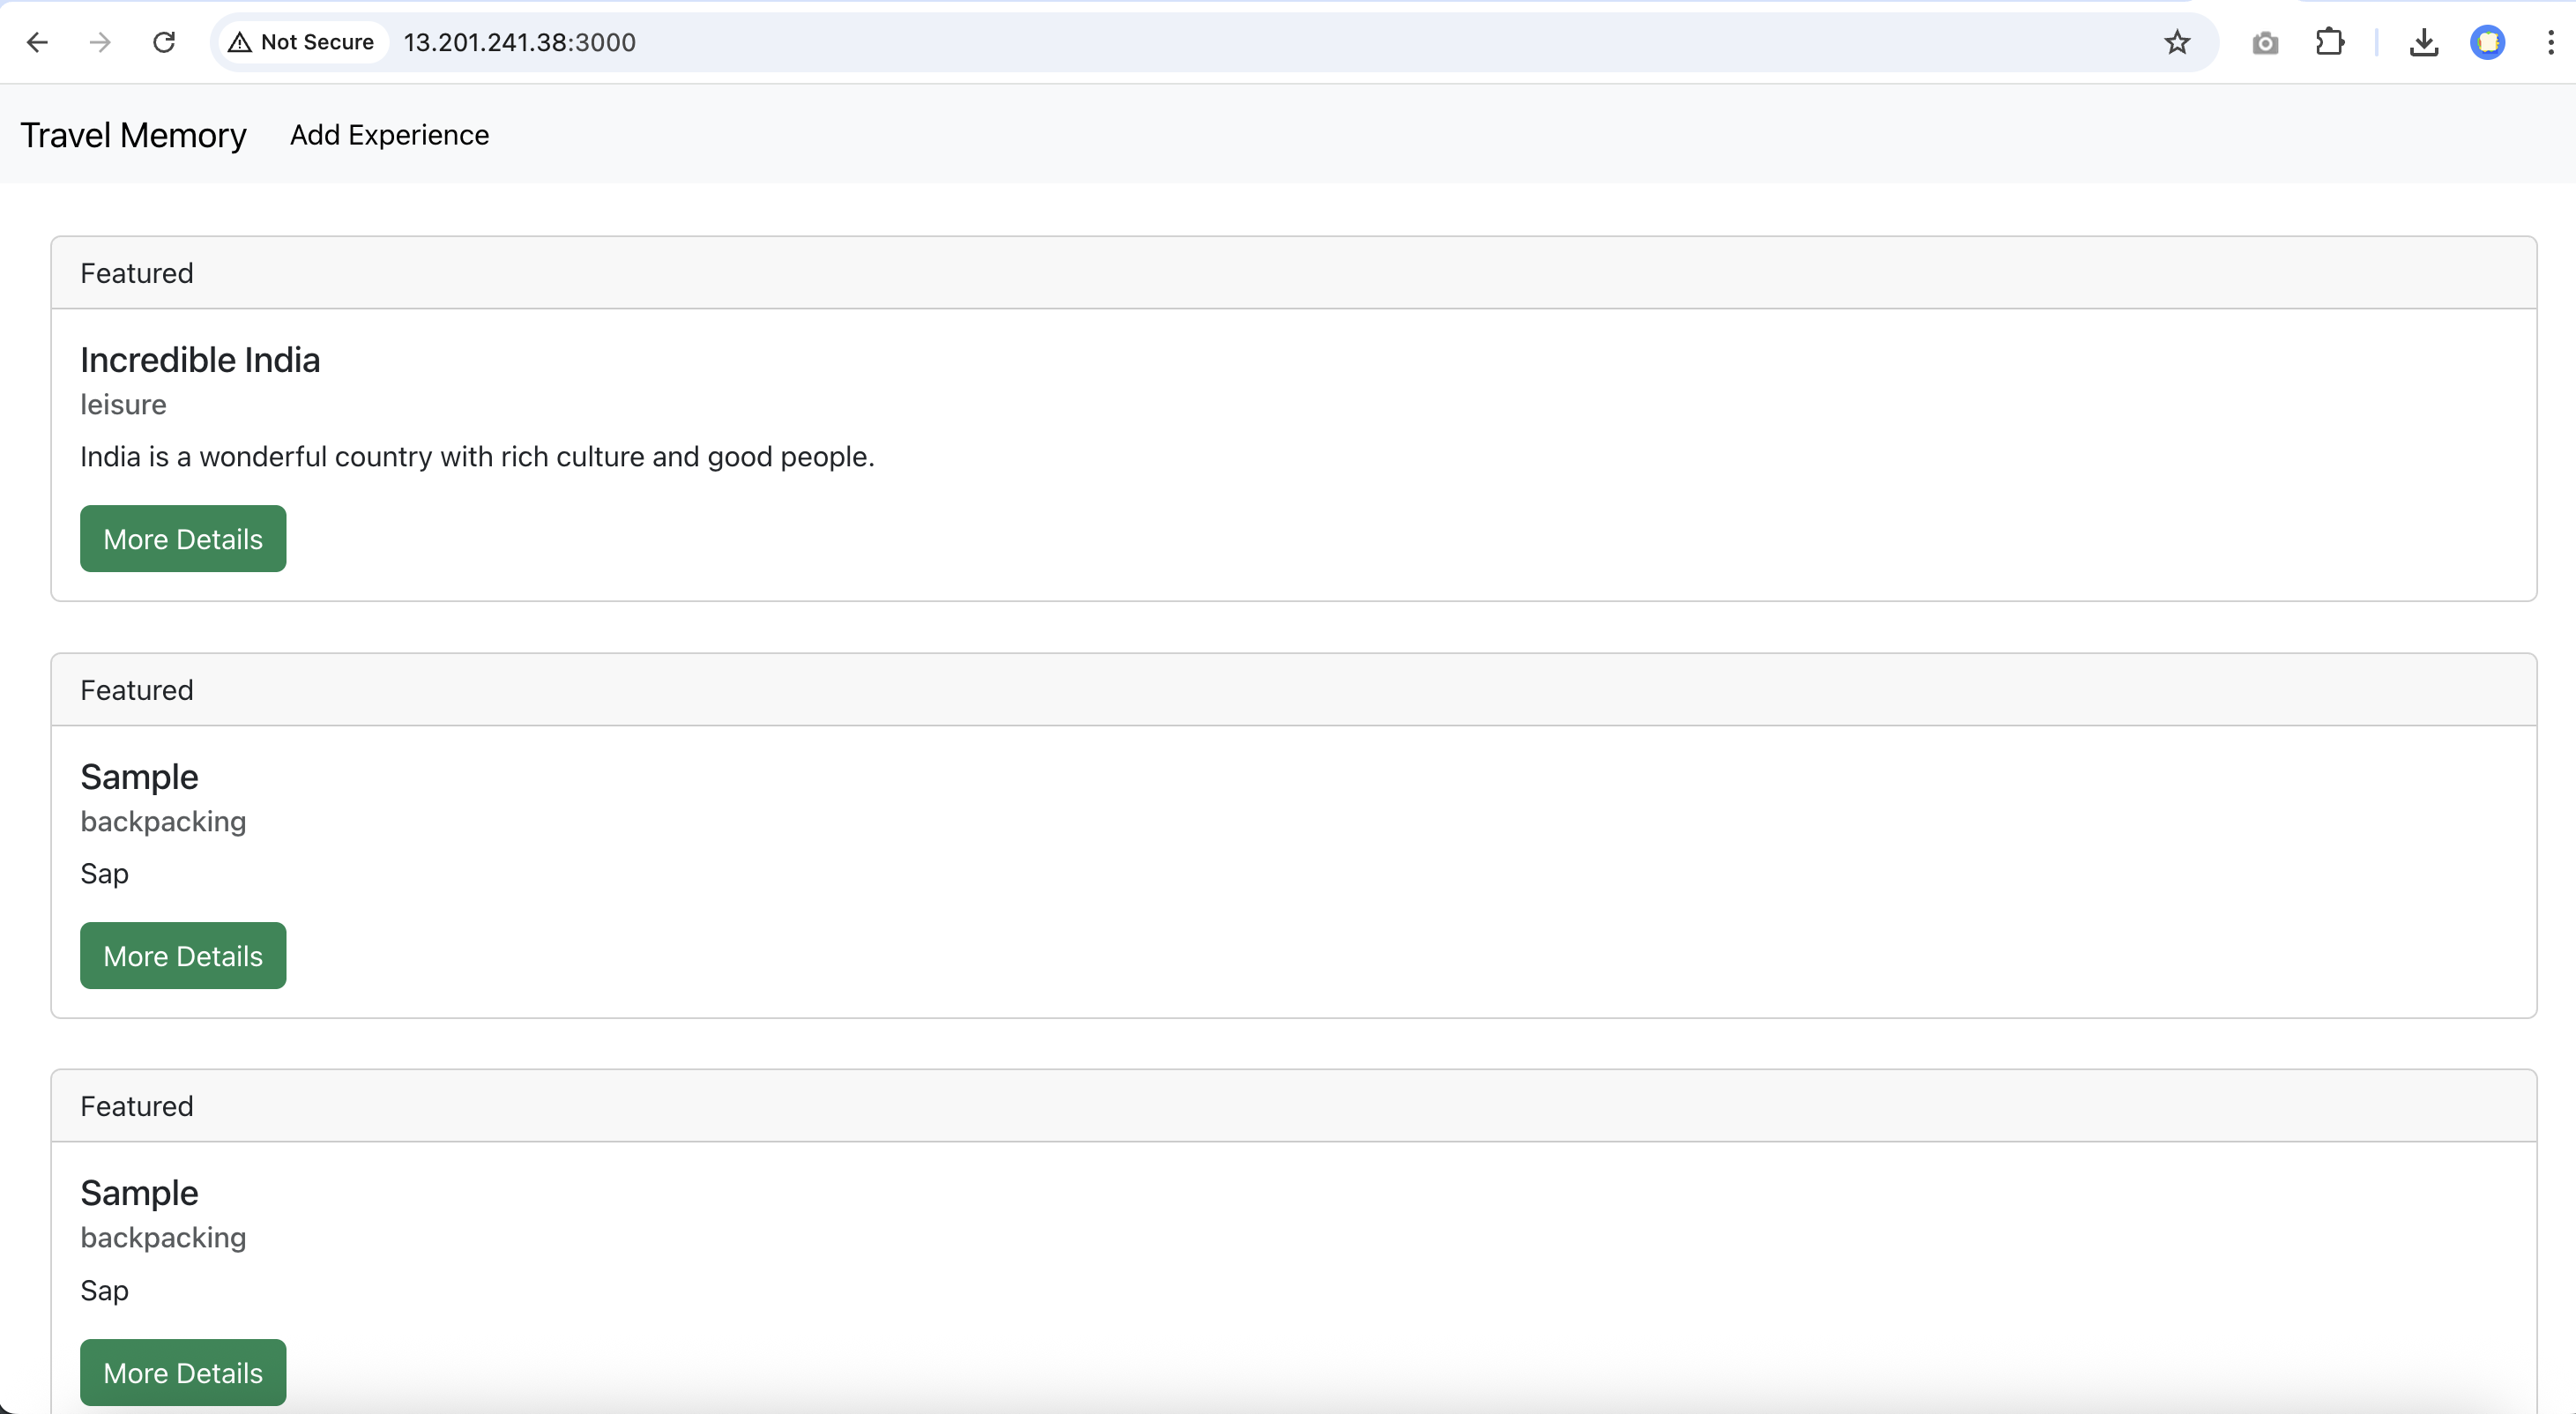 Not Secure 13.201.241.38:3000
Travel Memory Add Experience
Featured
Incredible India
leisure
India is a wonderful country with rich culture and good people.
More Details
Featured
Sample
backpacking
Sap
More Details
Featured
Sample
backpacking
Sap
More Details